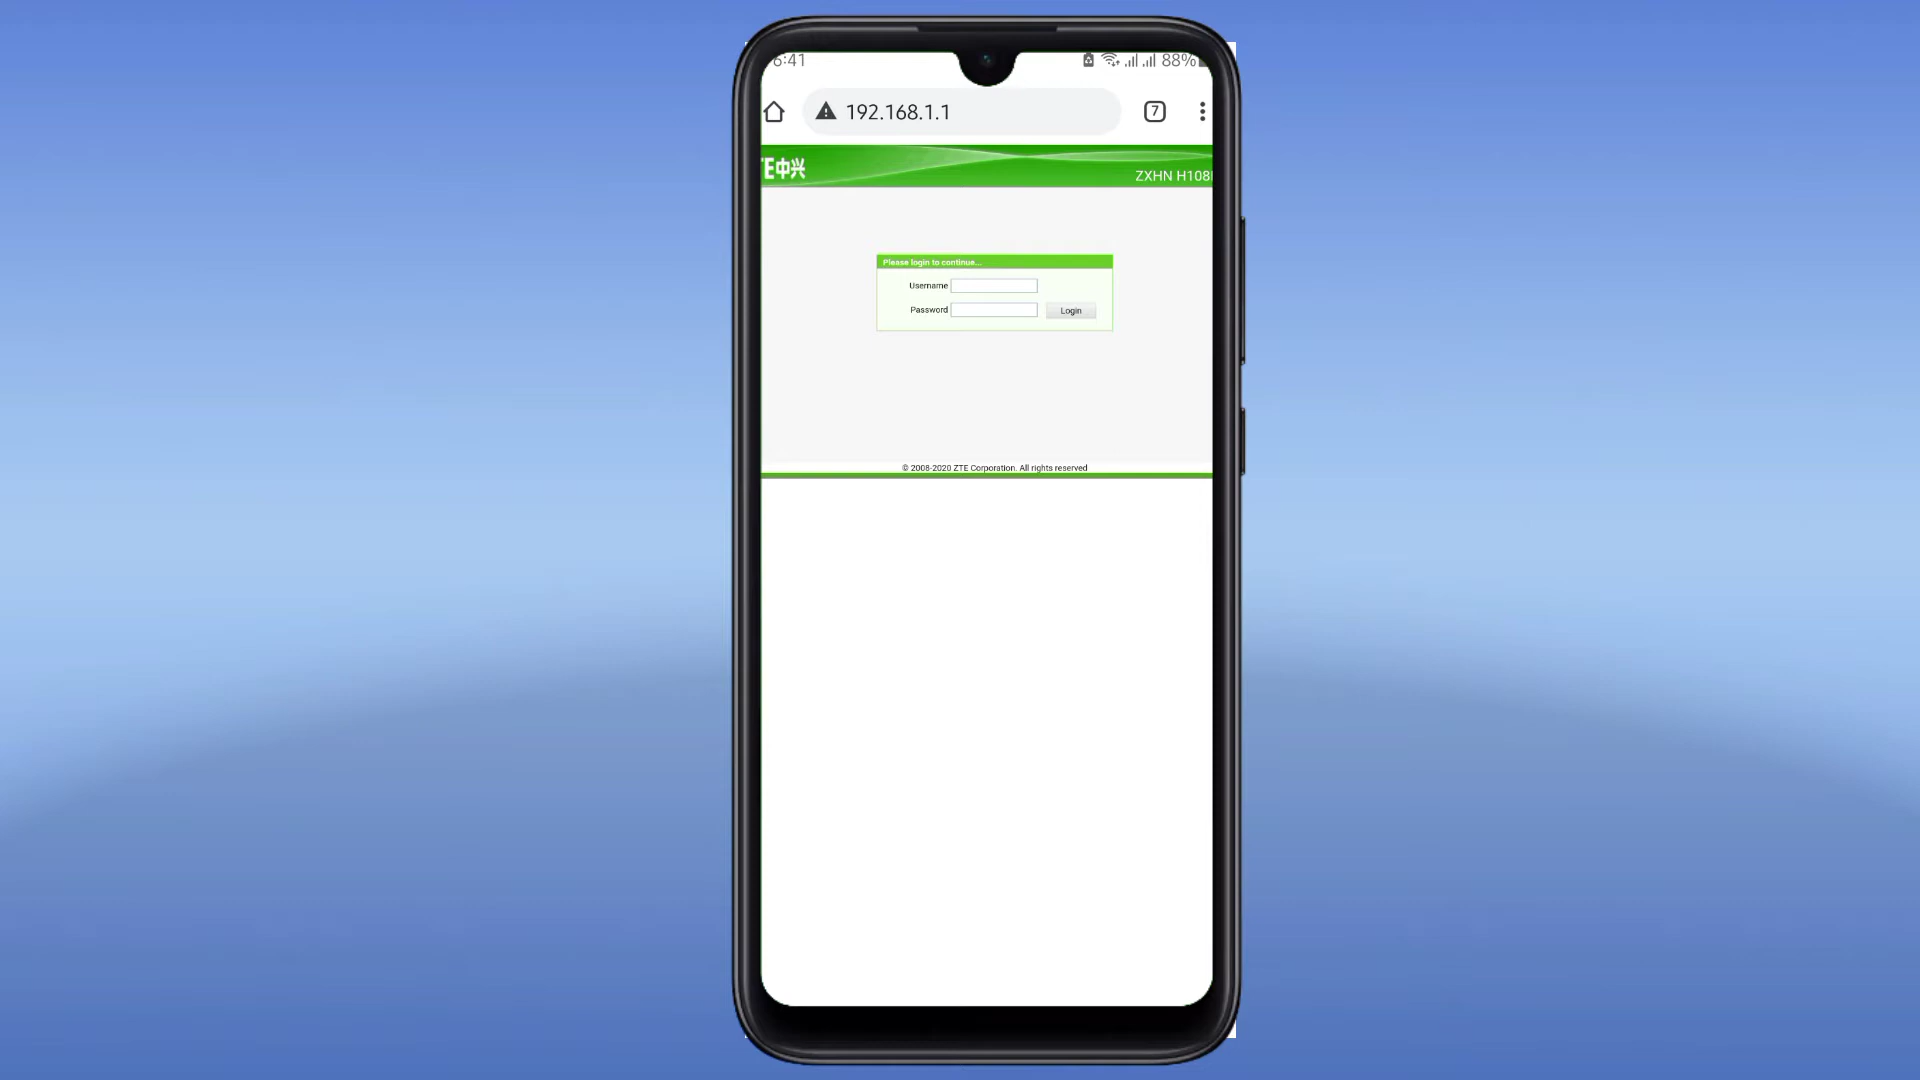 6:41 88%
192.168.1.1 7
TE中兴
ZXHN H108
Please login to continue...
Username
Password Login
© 2008-2020 ZTE Corporation. All rights reserved